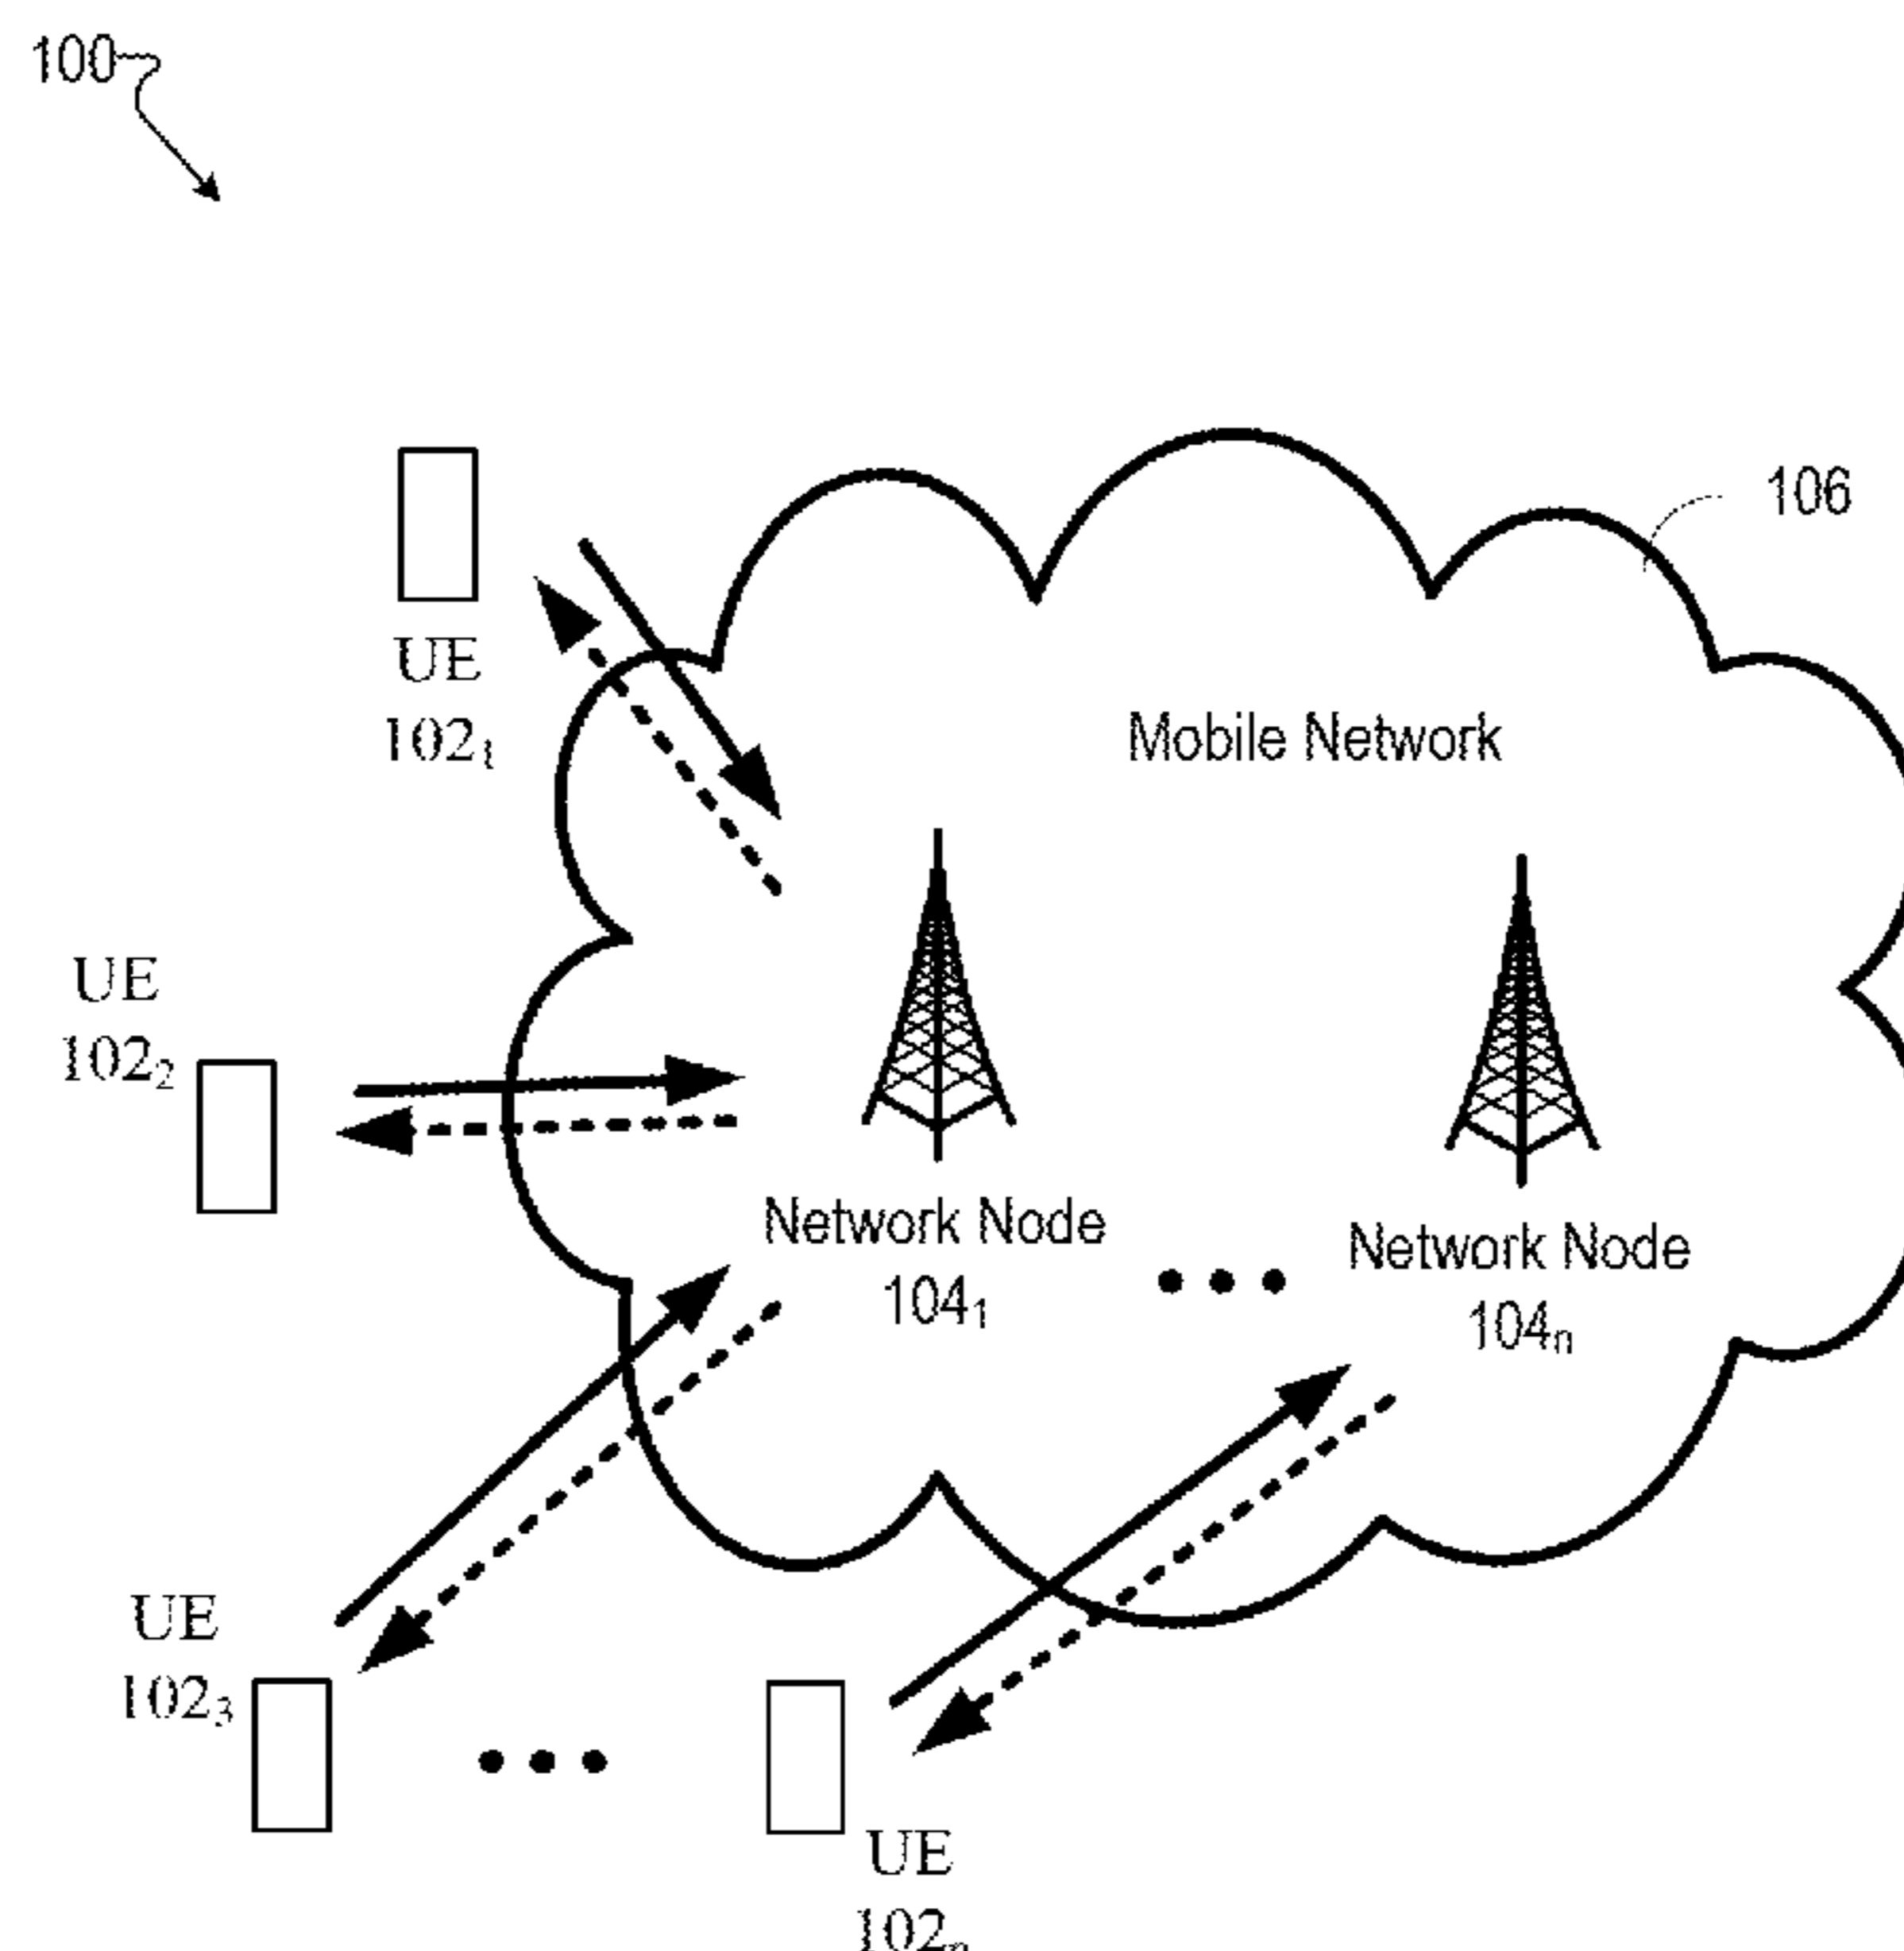 100
106
UE
102₁
Mobile Network
UE
102₂
Network Node
104₁
Network Node
104ₙ
UE
102₃
UE
102ₙ